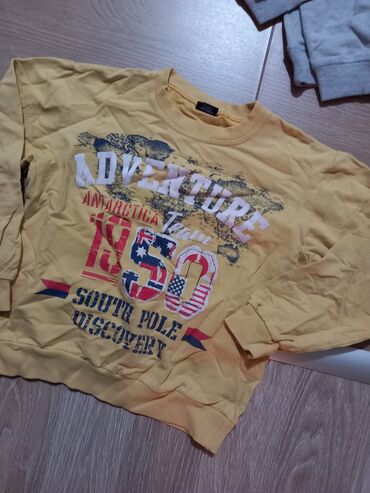 ADVENTURE
ANTARCTICA Team
1950
SOUTH POLE
DISCOVERY